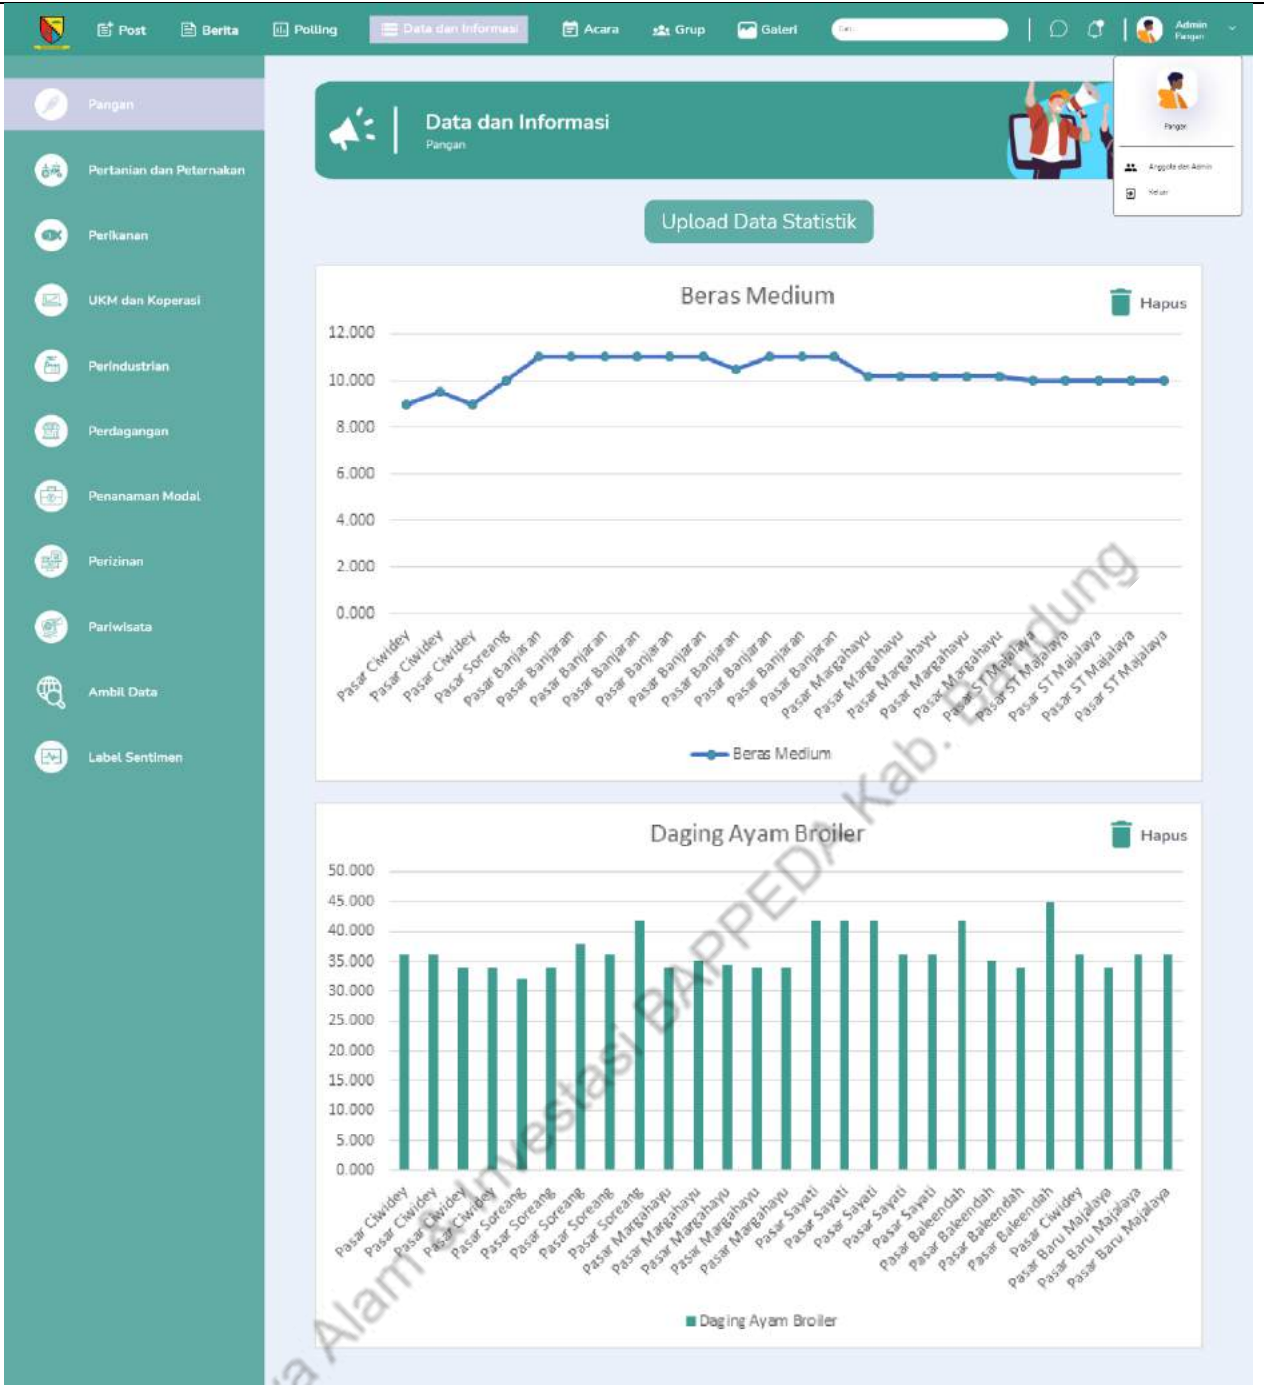 Post Berita Polling Data dan Informasi Acara Grup Galeri Cari... Admin
Pangan
Pangan
Anggota dan Admin
Keluar
Pangan
Pertanian dan Peternakan
Perikanan
UKM dan Koperasi
Perindustrian
Perdagangan
Penanaman Modal
Perizinan
Pariwisata
Ambil Data
Label Sentimen
Data dan Informasi
Pangan
Upload Data Statistik
Beras Medium
Hapus
12.000
10.000
8.000
6.000
4.000
2.000
0.000
Pasar Ciwidey
Pasar Ciwidey
Pasar Ciwidey
Pasar Soreang
Pasar Banjaran
Pasar Banjaran
Pasar Banjaran
Pasar Banjaran
Pasar Banjaran
Pasar Banjaran
Pasar Banjaran
Pasar Banjaran
Pasar Banjaran
Pasar Banjaran
Pasar Margahayu
Pasar Margahayu
Pasar Margahayu
Pasar Margahayu
Pasar Margahayu
Pasar ST Majalaya
Pasar ST Majalaya
Pasar ST Majalaya
Pasar ST Majalaya
Pasar ST Majalaya
Beras Medium
Daging Ayam Broiler
Hapus
50.000
45.000
40.000
35.000
30.000
25.000
20.000
15.000
10.000
5.000
0.000
Pasar Ciwidey
Pasar Ciwidey
Pasar Ciwidey
Pasar Ciwidey
Pasar Soreang
Pasar Soreang
Pasar Soreang
Pasar Soreang
Pasar Soreang
Pasar Margahayu
Pasar Margahayu
Pasar Margahayu
Pasar Margahayu
Pasar Margahayu
Pasar Sayati
Pasar Sayati
Pasar Sayati
Pasar Sayati
Pasar Sayati
Pasar Baleendah
Pasar Baleendah
Pasar Baleendah
Pasar Baleendah
Pasar Ciwidey
Pasar Baru Majalaya
Pasar Baru Majalaya
Pasar Baru Majalaya
Daging Ayam Broiler
Alam & Investasi BAPPEDA Kab. Bandung